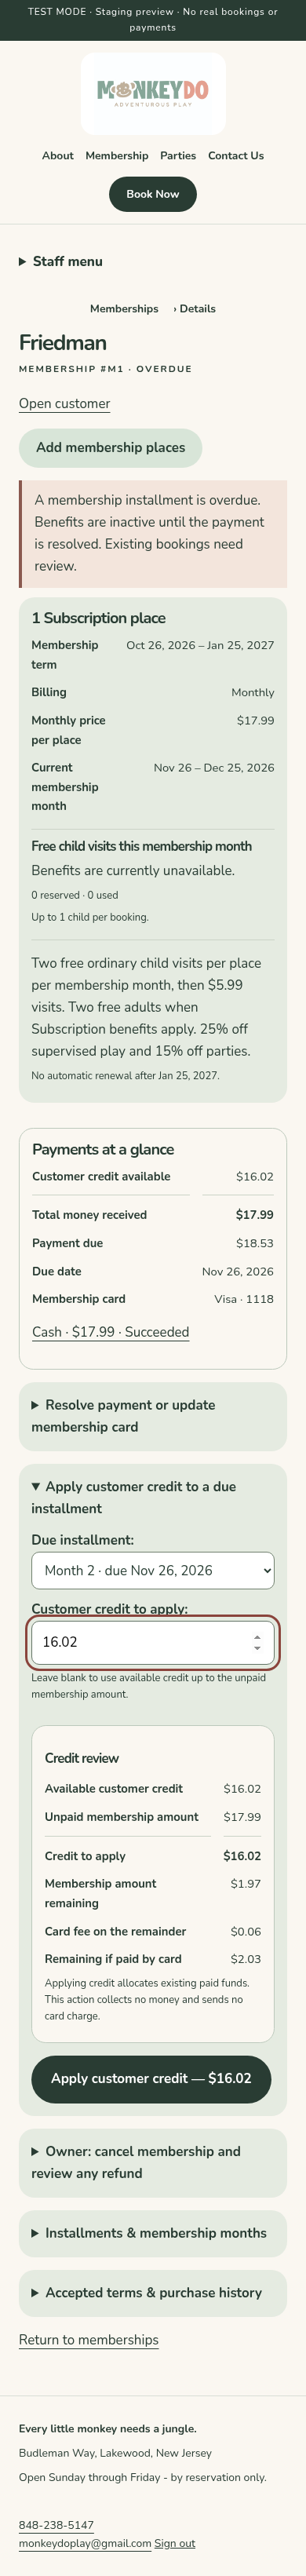 TEST MODE · Staging preview · No real bookings or
payments
MONKEYDO
ADVENTUROUS PLAY
About Membership Parties Contact Us
Book Now
Staff menu
Memberships › Details
Friedman
MEMBERSHIP #M1 · OVERDUE
Open customer
Add membership places
A membership installment is overdue.
Benefits are inactive until the payment
is resolved. Existing bookings need
review.
1 Subscription place
Membership term Oct 26, 2026 – Jan 25, 2027
Billing Monthly
Monthly price per place $17.99
Current membership month Nov 26 – Dec 25, 2026
Free child visits this membership month
Benefits are currently unavailable.
0 reserved · 0 used
Up to 1 child per booking.
Two free ordinary child visits per place
per membership month, then $5.99
visits. Two free adults when
Subscription benefits apply. 25% off
supervised play and 15% off parties.
No automatic renewal after Jan 25, 2027.
Payments at a glance
Customer credit available $16.02
Total money received $17.99
Payment due $18.53
Due date Nov 26, 2026
Membership card Visa · 1118
Cash · $17.99 · Succeeded
Resolve payment or update
membership card
Apply customer credit to a due
installment
Due installment:
Month 2 · due Nov 26, 2026
Customer credit to apply:
16.02
Leave blank to use available credit up to the unpaid
membership amount.
Credit review
Available customer credit $16.02
Unpaid membership amount $17.99
Credit to apply $16.02
Membership remaining $1.97
Card fee on the remainder $0.06
Remaining if paid by card $2.03
Applying credit allocates existing paid funds.
This action collects no money and sends no
card charge.
Apply customer credit — $16.02
Owner: cancel membership and
review any refund
Installments & membership months
Accepted terms & purchase history
Return to memberships
Every little monkey needs a jungle.
Budleman Way, Lakewood, New Jersey
Open Sunday through Friday - by reservation only.
848-238-5147
monkeydoplay@gmail.com Sign out